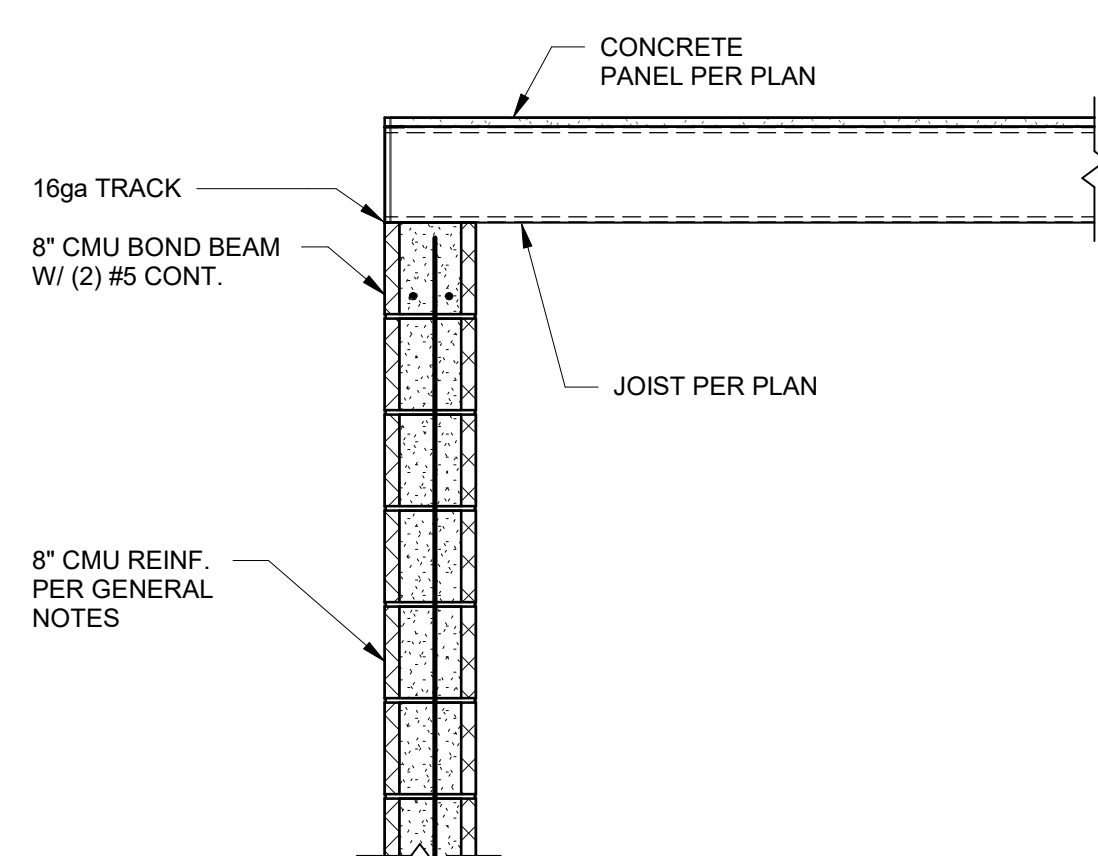 CONCRETE
PANEL PER PLAN
16ga TRACK
8" CMU BOND BEAM
W/ (2) #5 CONT.
JOIST PER PLAN
8" CMU REINF.
PER GENERAL
NOTES